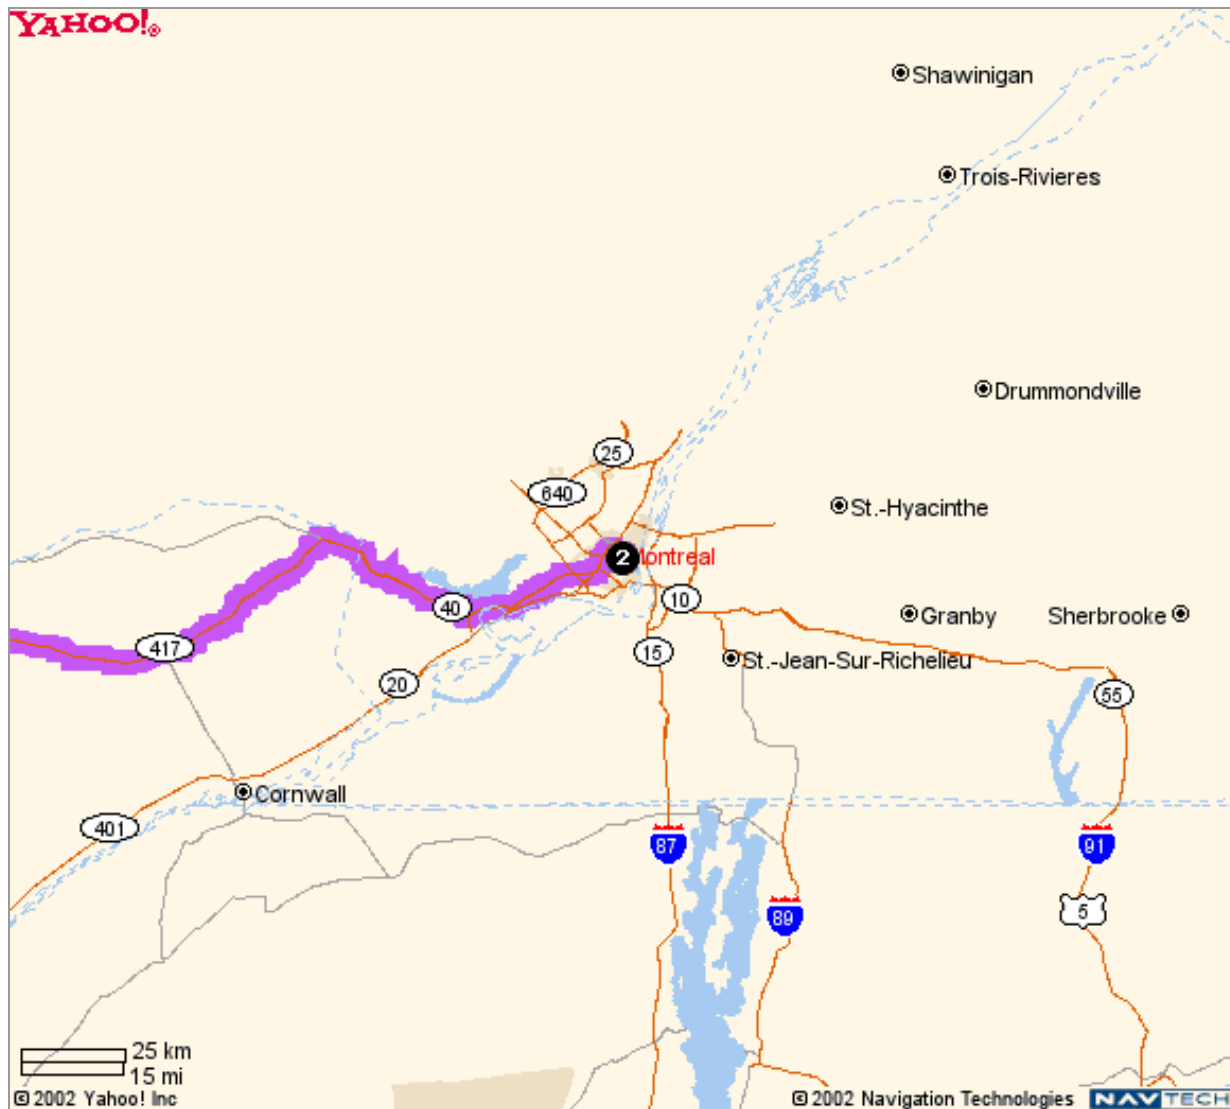 YAHOO!®
Shawinigan
Trois-Rivieres
Drummondville
25
640
St.-Hyacinthe
2 Montreal
40
10
Granby
Sherbrooke
417
15
St.-Jean-Sur-Richelieu
20
55
Cornwall
401
87
91
89
5
25 km
15 mi
© 2002 Yahoo! Inc
© 2002 Navigation Technologies NAVTECH